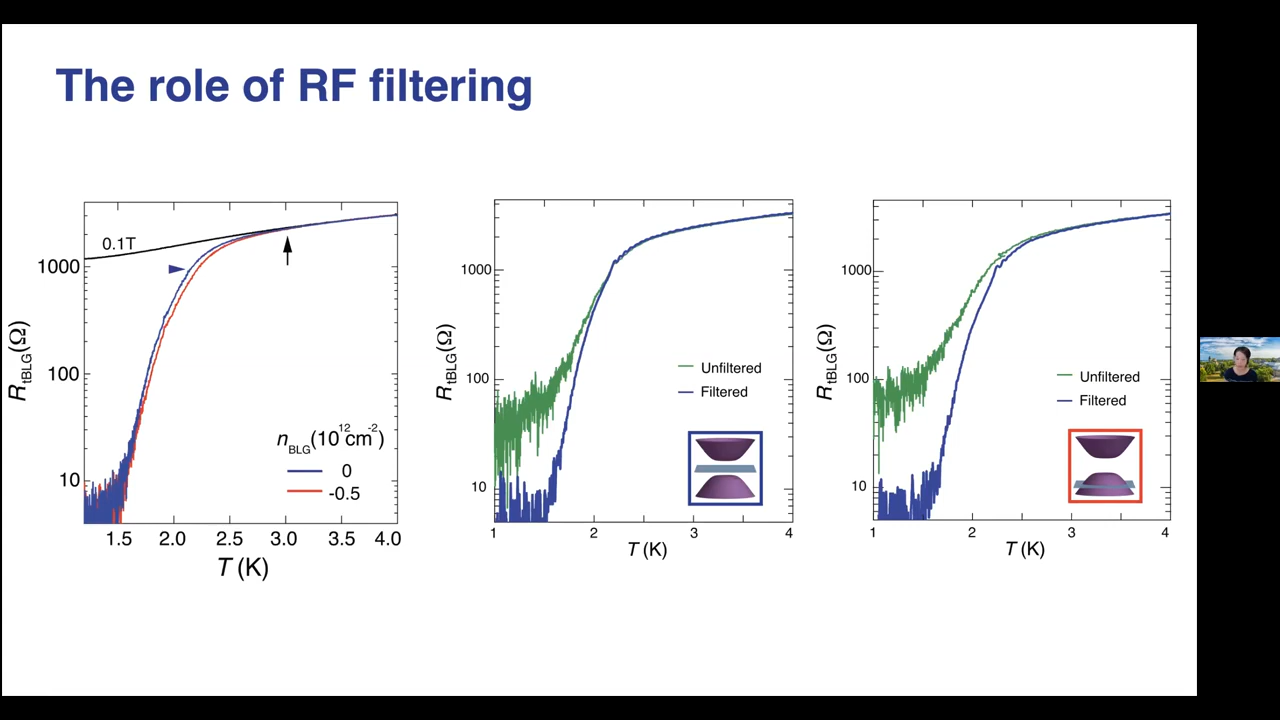 The role of RF filtering
0.1T
1000
100
10
R_tBLG(Ω)
n_BLG(10^12 cm^-2)
0
-0.5
1.5 2.0 2.5 3.0 3.5 4.0
T (K)
1000
100
10
R_tBLG(Ω)
Unfiltered
Filtered
1 2 3 4
T (K)
1000
100
10
R_tBLG(Ω)
Unfiltered
Filtered
1 2 3 4
T (K)